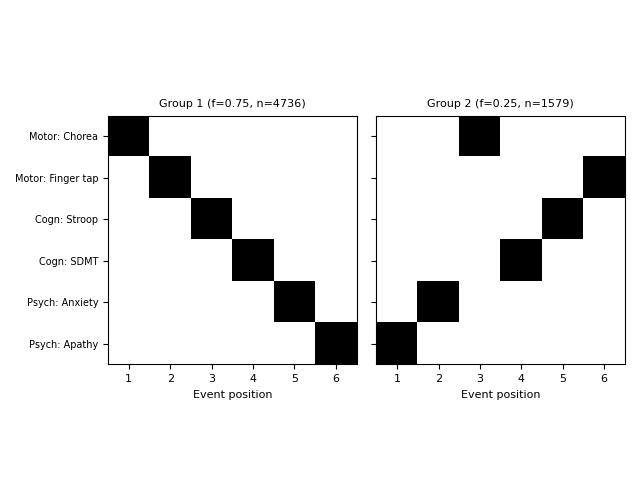 Group 1 (f=0.75, n=4736)
Group 2 (f=0.25, n=1579)
Motor: Chorea
Motor: Finger tap
Cogn: Stroop
Cogn: SDMT
Psych: Anxiety
Psych: Apathy
1 2 3 4 5 6
1 2 3 4 5 6
Event position
Event position